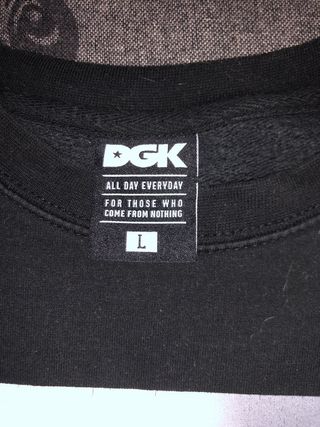 DGK
ALL DAY EVERYDAY
FOR THOSE WHO
COME FROM NOTHING
L